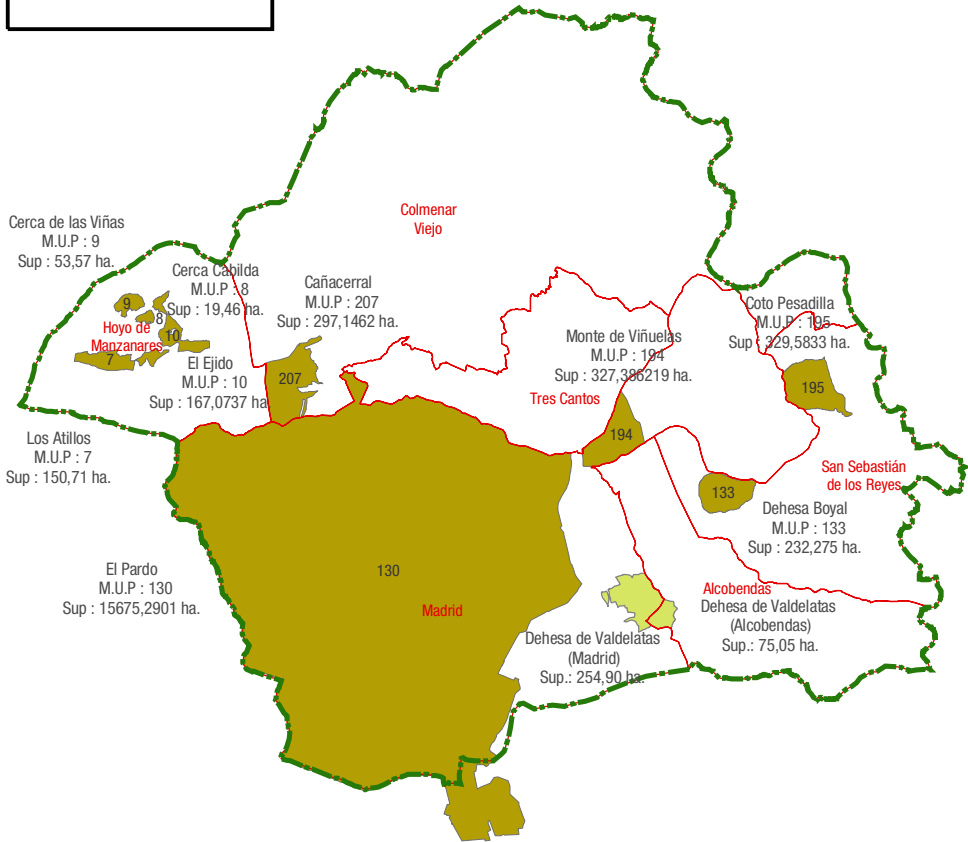 Colmenar
Viejo
Cerca de las Viñas
M.U.P : 9
Sup : 53,57 ha.
Cerca Cabilda
M.U.P : 8
Sup : 19,46 ha.
Cañacerral
M.U.P : 207
Sup : 297,1462 ha.
Coto Pesadilla
M.U.P : 195
Sup : 329,5833 ha.
Monte de Viñuelas
M.U.P : 194
Sup : 327,386219 ha.
9
8
10
7
Hoyo de
Manzanares
El Ejido
M.U.P : 10
Sup : 167,0737 ha
207
195
Tres Cantos
194
Los Atillos
M.U.P : 7
Sup : 150,71 ha.
San Sebastián
de los Reyes
133
Dehesa Boyal
M.U.P : 133
Sup : 232,275 ha.
El Pardo
M.U.P : 130
Sup : 15675,2901 ha.
130
Madrid
Alcobendas
Dehesa de Valdelatas
(Alcobendas)
Sup.: 75,05 ha.
Dehesa de Valdelatas
(Madrid)
Sup.: 254,90 ha.